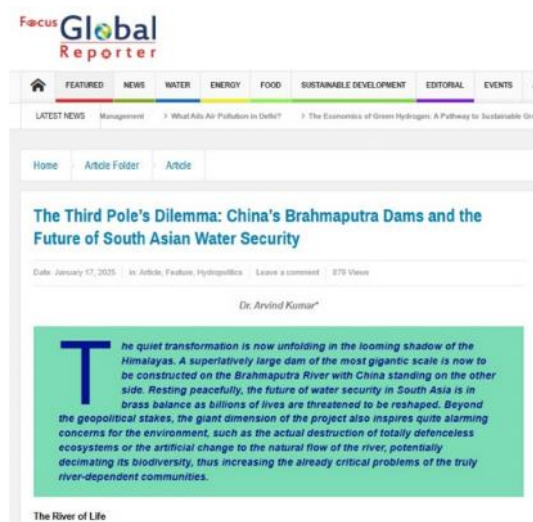 Focus Global
Reporter
FEATURED NEWS WATER ENERGY FOOD SUSTAINABLE DEVELOPMENT EDITORIAL EVENTS
LATEST NEWS Management > What Ails Air Pollution in Delhi? > The Economics of Green Hydrogen: A Pathway to Sustainable
Home Article Folder Article
The Third Pole's Dilemma: China's Brahmaputra Dams and the
Future of South Asian Water Security
Date: January 17, 2025 in: Article, Feature, Hydropolitics Leave a comment 879 Views
Dr. Arvind Kumar*
The quiet transformation is now unfolding in the looming shadow of the
Himalayas. A superlatively large dam of the most gigantic scale is now to
be constructed on the Brahmaputra River with China standing on the other
side. Resting peacefully, the future of water security in South Asia is in
brass balance as billions of lives are threatened to be reshaped. Beyond
the geopolitical stakes, the giant dimension of the project also inspires quite alarming
concerns for the environment, such as the actual destruction of totally defenceless
ecosystems or the artificial change to the natural flow of the river, potentially
decimating its biodiversity, thus increasing the already critical problems of the truly
river-dependent communities.
The River of Life